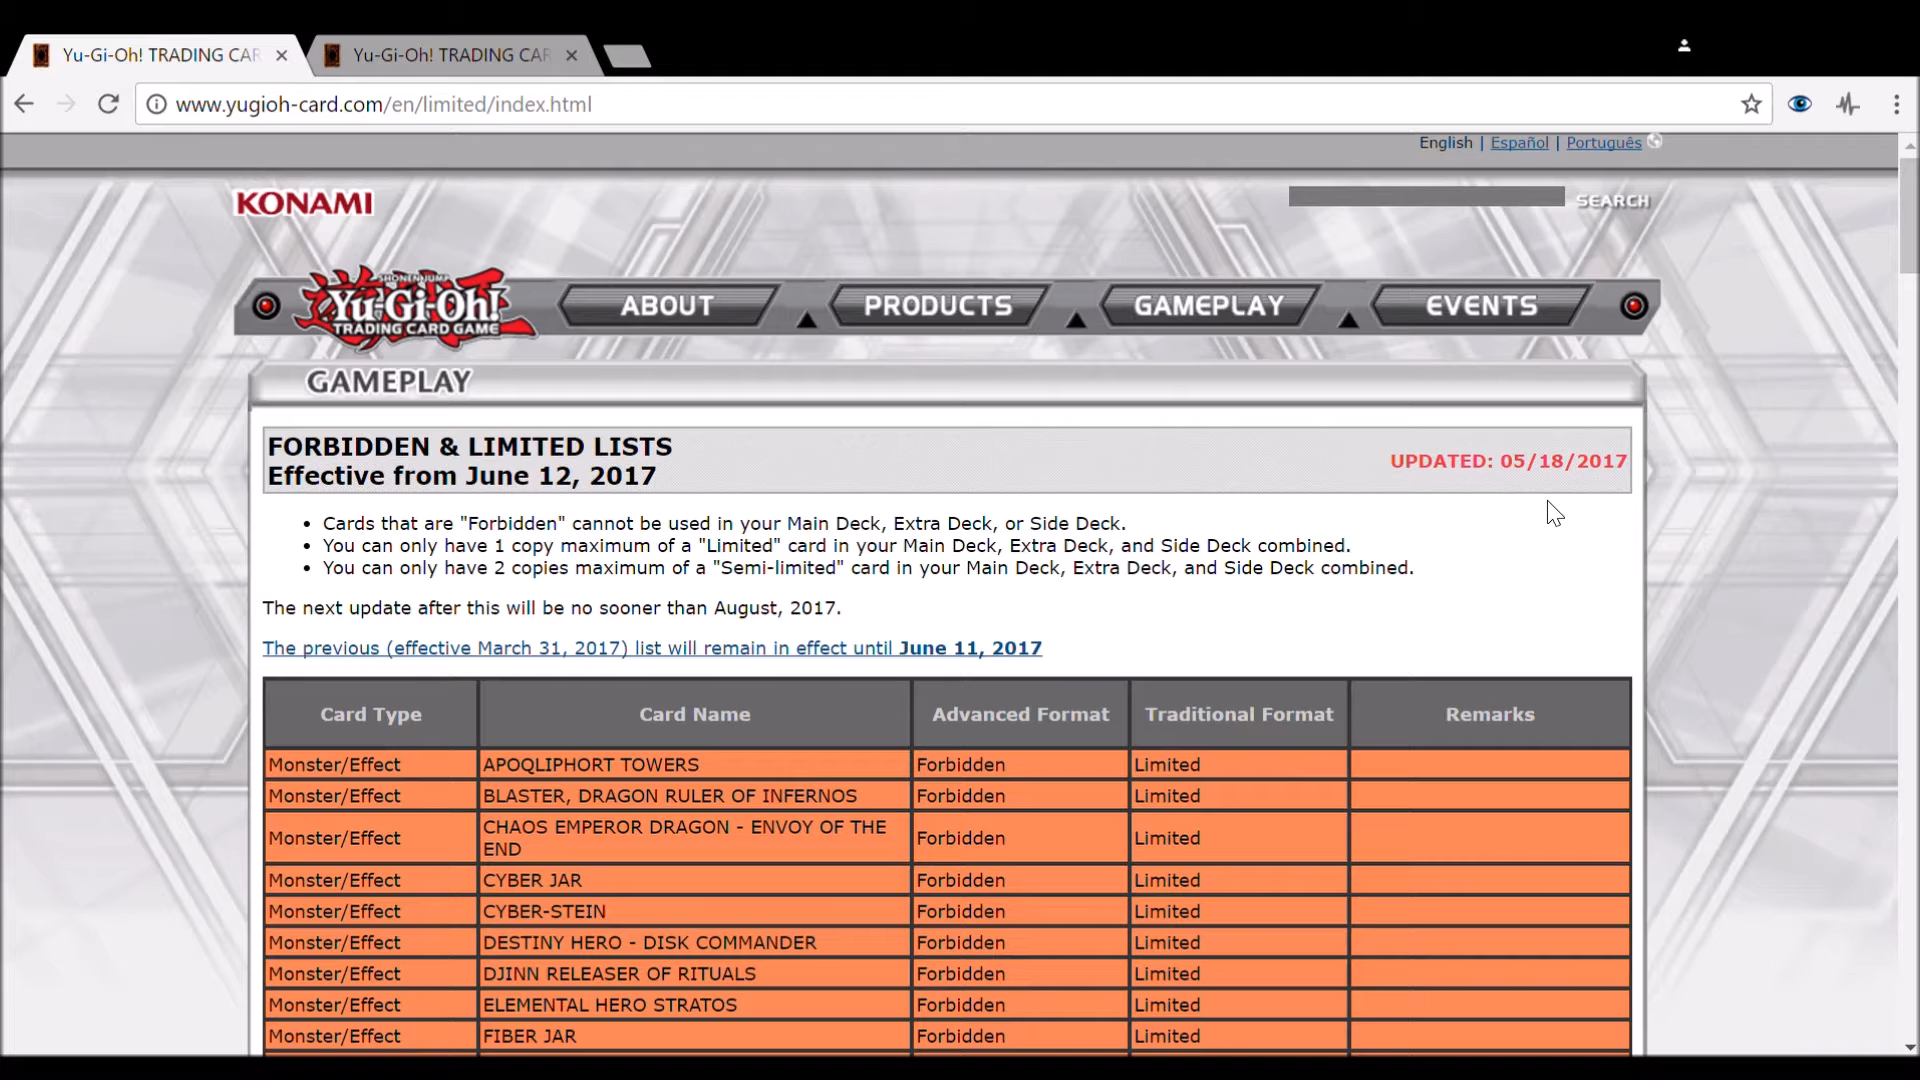 Yu-Gi-Oh! TRADING CAR
Yu-Gi-Oh! TRADING CAR
www.yugioh-card.com/en/limited/index.html
English | Español | Português
KONAMI
SEARCH
SHONEN JUMP
Yu-Gi-Oh!
TRADING CARD GAME
ABOUT
PRODUCTS
GAMEPLAY
EVENTS
GAMEPLAY
FORBIDDEN & LIMITED LISTS
Effective from June 12, 2017
UPDATED: 05/18/2017
• Cards that are "Forbidden" cannot be used in your Main Deck, Extra Deck, or Side Deck.
• You can only have 1 copy maximum of a "Limited" card in your Main Deck, Extra Deck, and Side Deck combined.
• You can only have 2 copies maximum of a "Semi-limited" card in your Main Deck, Extra Deck, and Side Deck combined.
The next update after this will be no sooner than August, 2017.
The previous (effective March 31, 2017) list will remain in effect until June 11, 2017
Card Type Card Name Advanced Format Traditional Format Remarks
Monster/Effect APOQLIPHORT TOWERS Forbidden Limited
Monster/Effect BLASTER, DRAGON RULER OF INFERNOS Forbidden Limited
Monster/Effect CHAOS EMPEROR DRAGON - ENVOY OF THE
END Forbidden Limited
Monster/Effect CYBER JAR Forbidden Limited
Monster/Effect CYBER-STEIN Forbidden Limited
Monster/Effect DESTINY HERO - DISK COMMANDER Forbidden Limited
Monster/Effect DJINN RELEASER OF RITUALS Forbidden Limited
Monster/Effect ELEMENTAL HERO STRATOS Forbidden Limited
Monster/Effect FIBER JAR Forbidden Limited